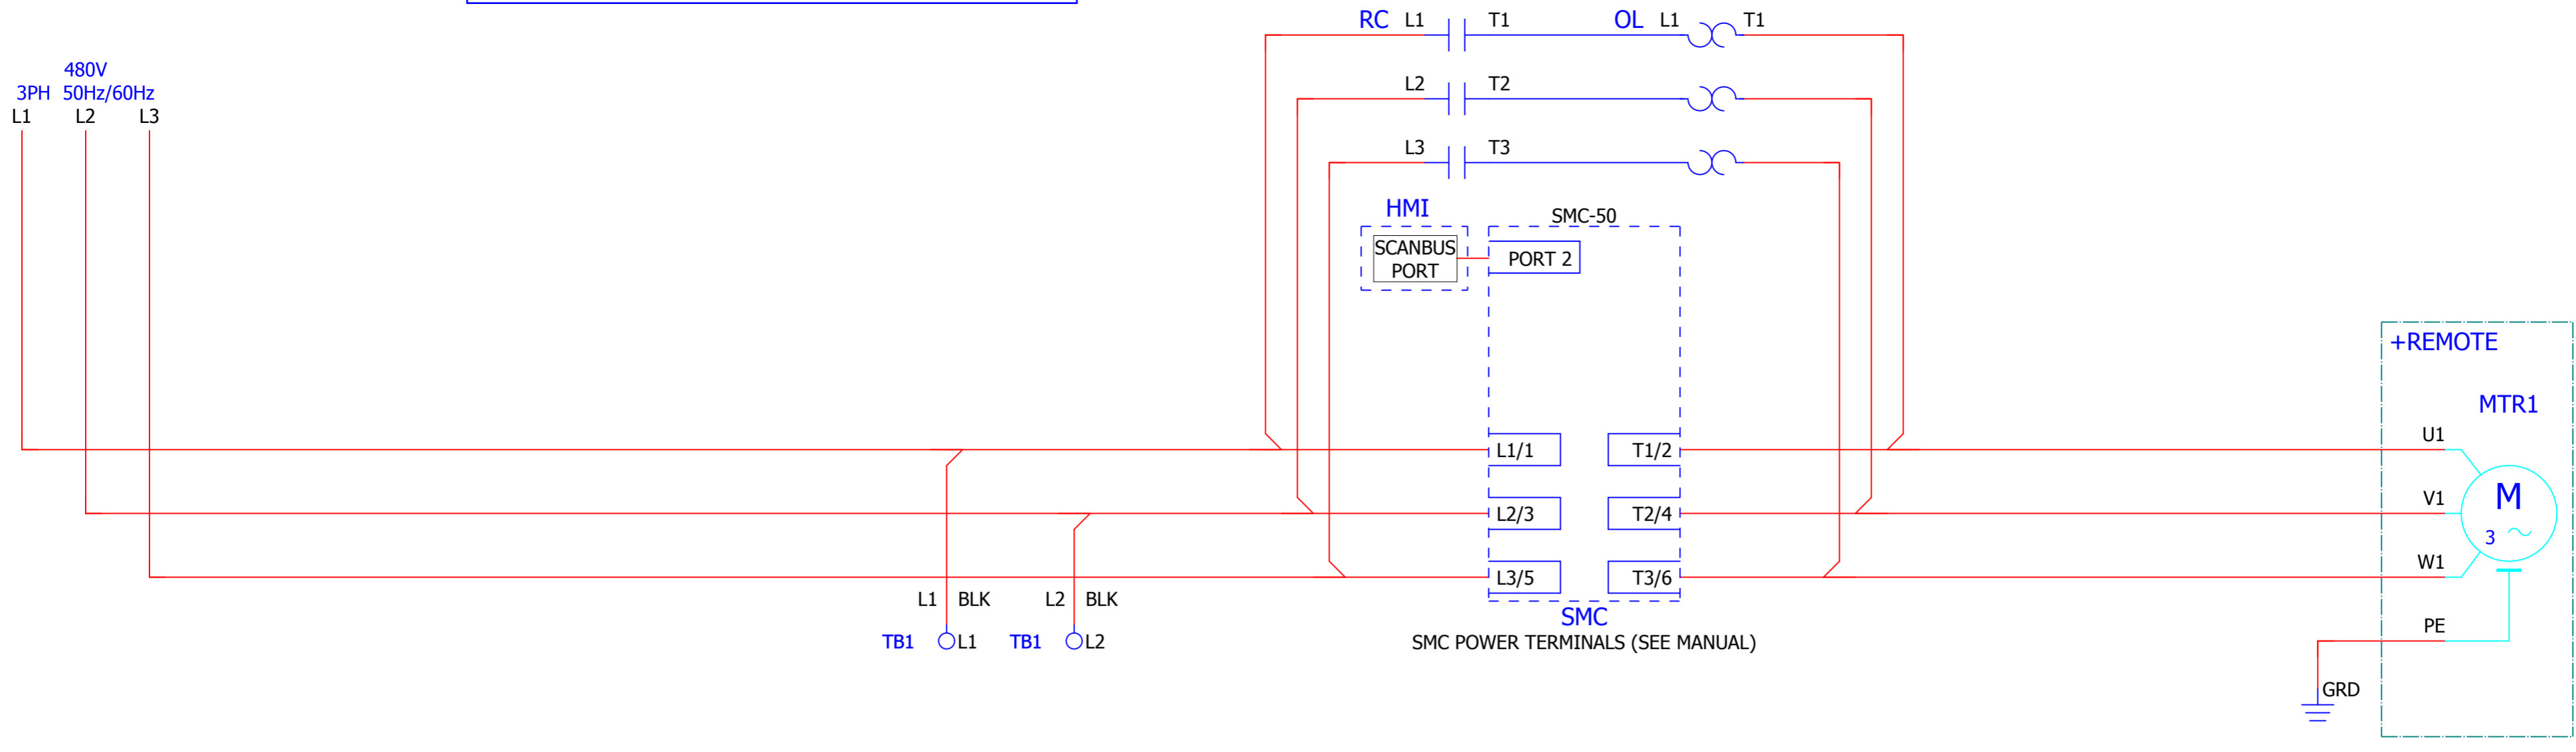 RC L1 T1 OL L1 T1
480V
3PH 50Hz/60Hz
L1 L2 L3
L2 T2
L3 T3
HMI
SCANBUS
PORT
SMC-50
PORT 2
+REMOTE
MTR1
L1/1 T1/2 U1
L2/3 T2/4 V1
M
3
L3/5 T3/6 W1
L1 BLK L2 BLK
SMC
TB1 L1 TB1 L2
SMC POWER TERMINALS (SEE MANUAL)
PE
GRD